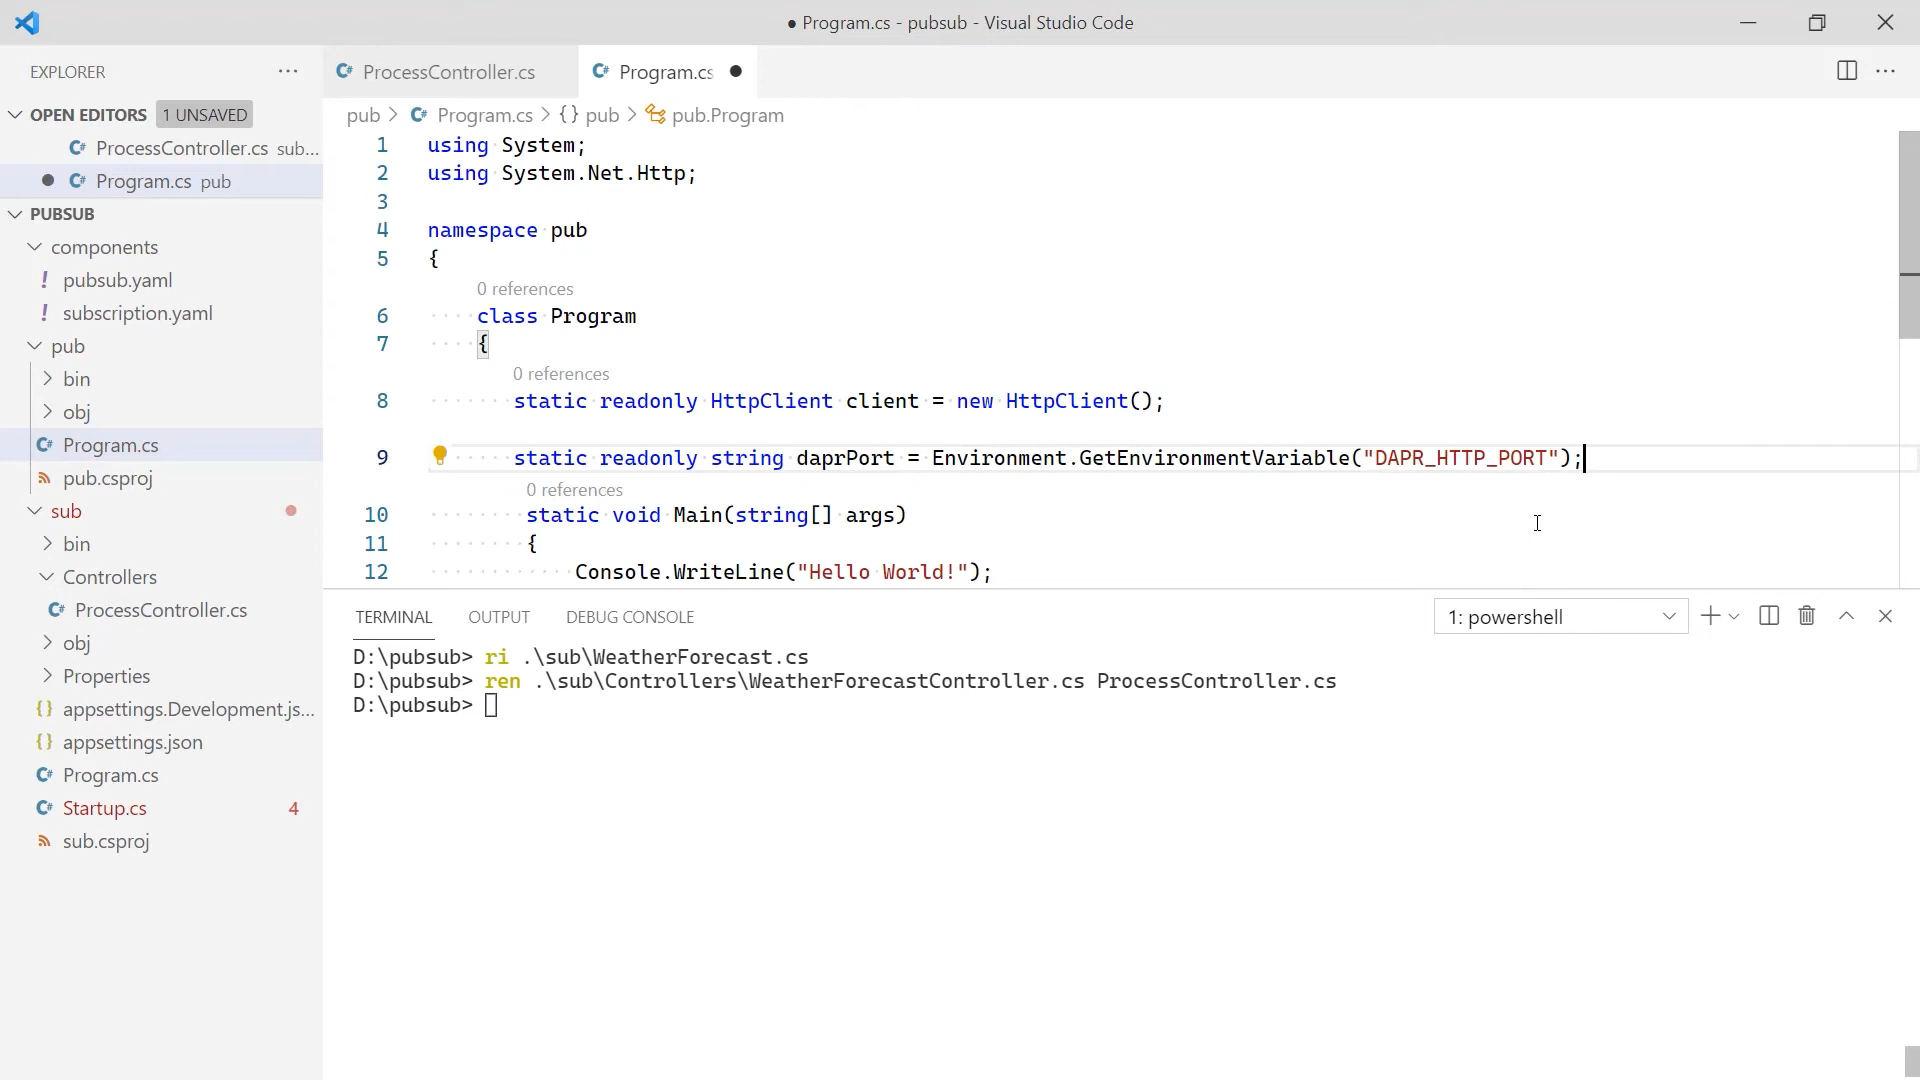 ● Program.cs - pubsub - Visual Studio Code
EXPLORER
OPEN EDITORS 1 UNSAVED
ProcessController.cs sub...
Program.cs pub
PUBSUB
components
pubsub.yaml
subscription.yaml
pub
bin
obj
Program.cs
pub.csproj
sub
bin
Controllers
ProcessController.cs
obj
Properties
appsettings.Development.js...
appsettings.json
Program.cs
Startup.cs 4
sub.csproj
ProcessController.cs Program.cs
pub > Program.cs > {} pub > pub.Program
1 using System;
2 using System.Net.Http;
3
4 namespace pub
5 {
0 references
6 class Program
7 {
0 references
8 static readonly HttpClient client = new HttpClient();
9 static readonly string daprPort = Environment.GetEnvironmentVariable("DAPR_HTTP_PORT");
0 references
10 static void Main(string[] args)
11 {
12 Console.WriteLine("Hello World!");
TERMINAL OUTPUT DEBUG CONSOLE 1: powershell
D:\pubsub> ri .\sub\WeatherForecast.cs
D:\pubsub> ren .\sub\Controllers\WeatherForecastController.cs ProcessController.cs
D:\pubsub>